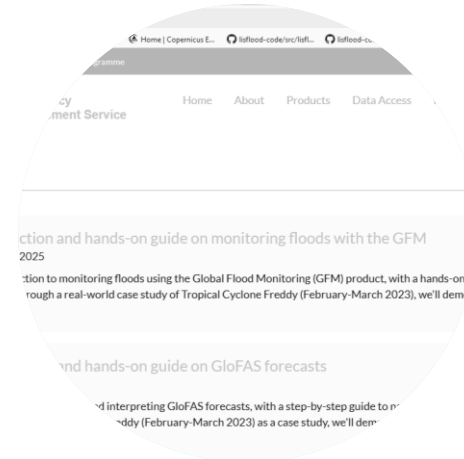 Home | Copernicus E... lisflood-code/src/lisfl... lisflood-c
gramme
cy
ment Service
Home About Products Data Access
ction and hands-on guide on monitoring floods with the GFM
2025
ction to monitoring floods using the Global Flood Monitoring (GFM) product, with a hands-on
rough a real-world case study of Tropical Cyclone Freddy (February-March 2023), we'll dem
and hands-on guide on GloFAS forecasts
d interpreting GloFAS forecasts, with a step-by-step guide to
ddy (February-March 2023) as a case study, we'll dem